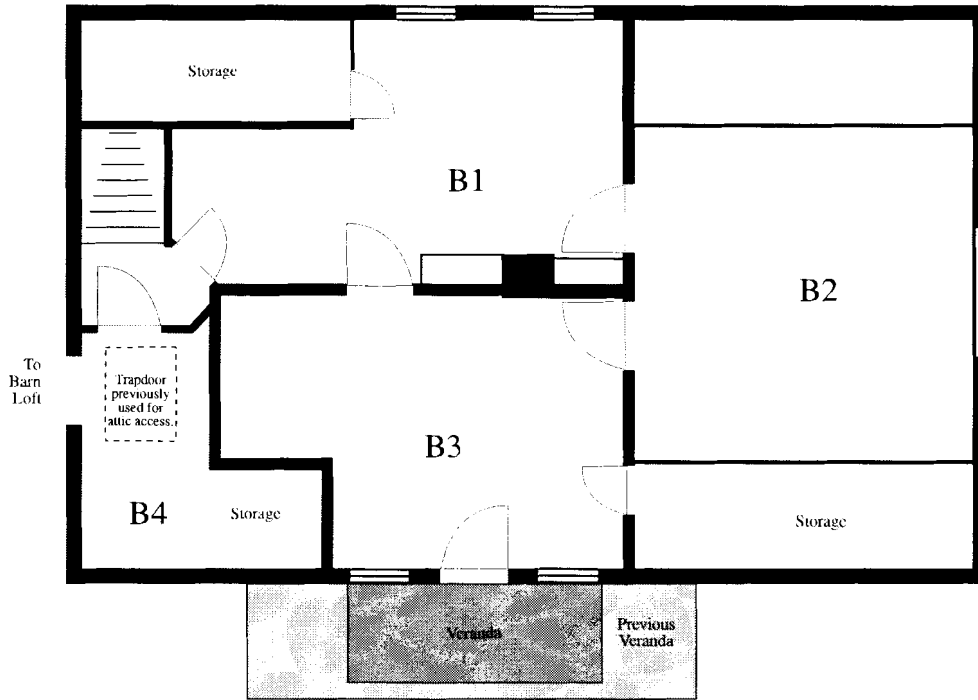 Storage
B1
B2
To
Barn
Loft
Trapdoor
previously
used for
attic access.
B3
B4
Storage
Storage
Veranda
Previous
Veranda